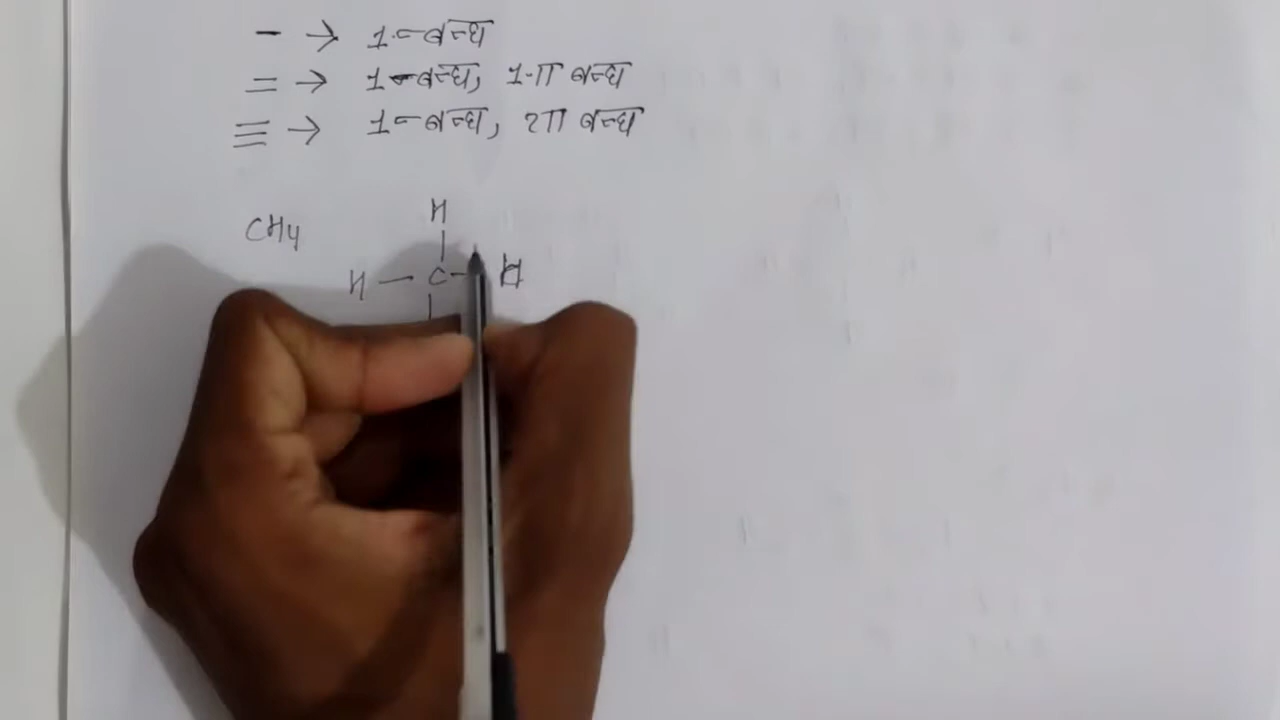 – → 1 σ-बन्ध
= → 1 σ-बन्ध, 1-π बन्ध
≡ → 1 σ-बन्ध, 2π बन्ध
H
CH4
H – C – H